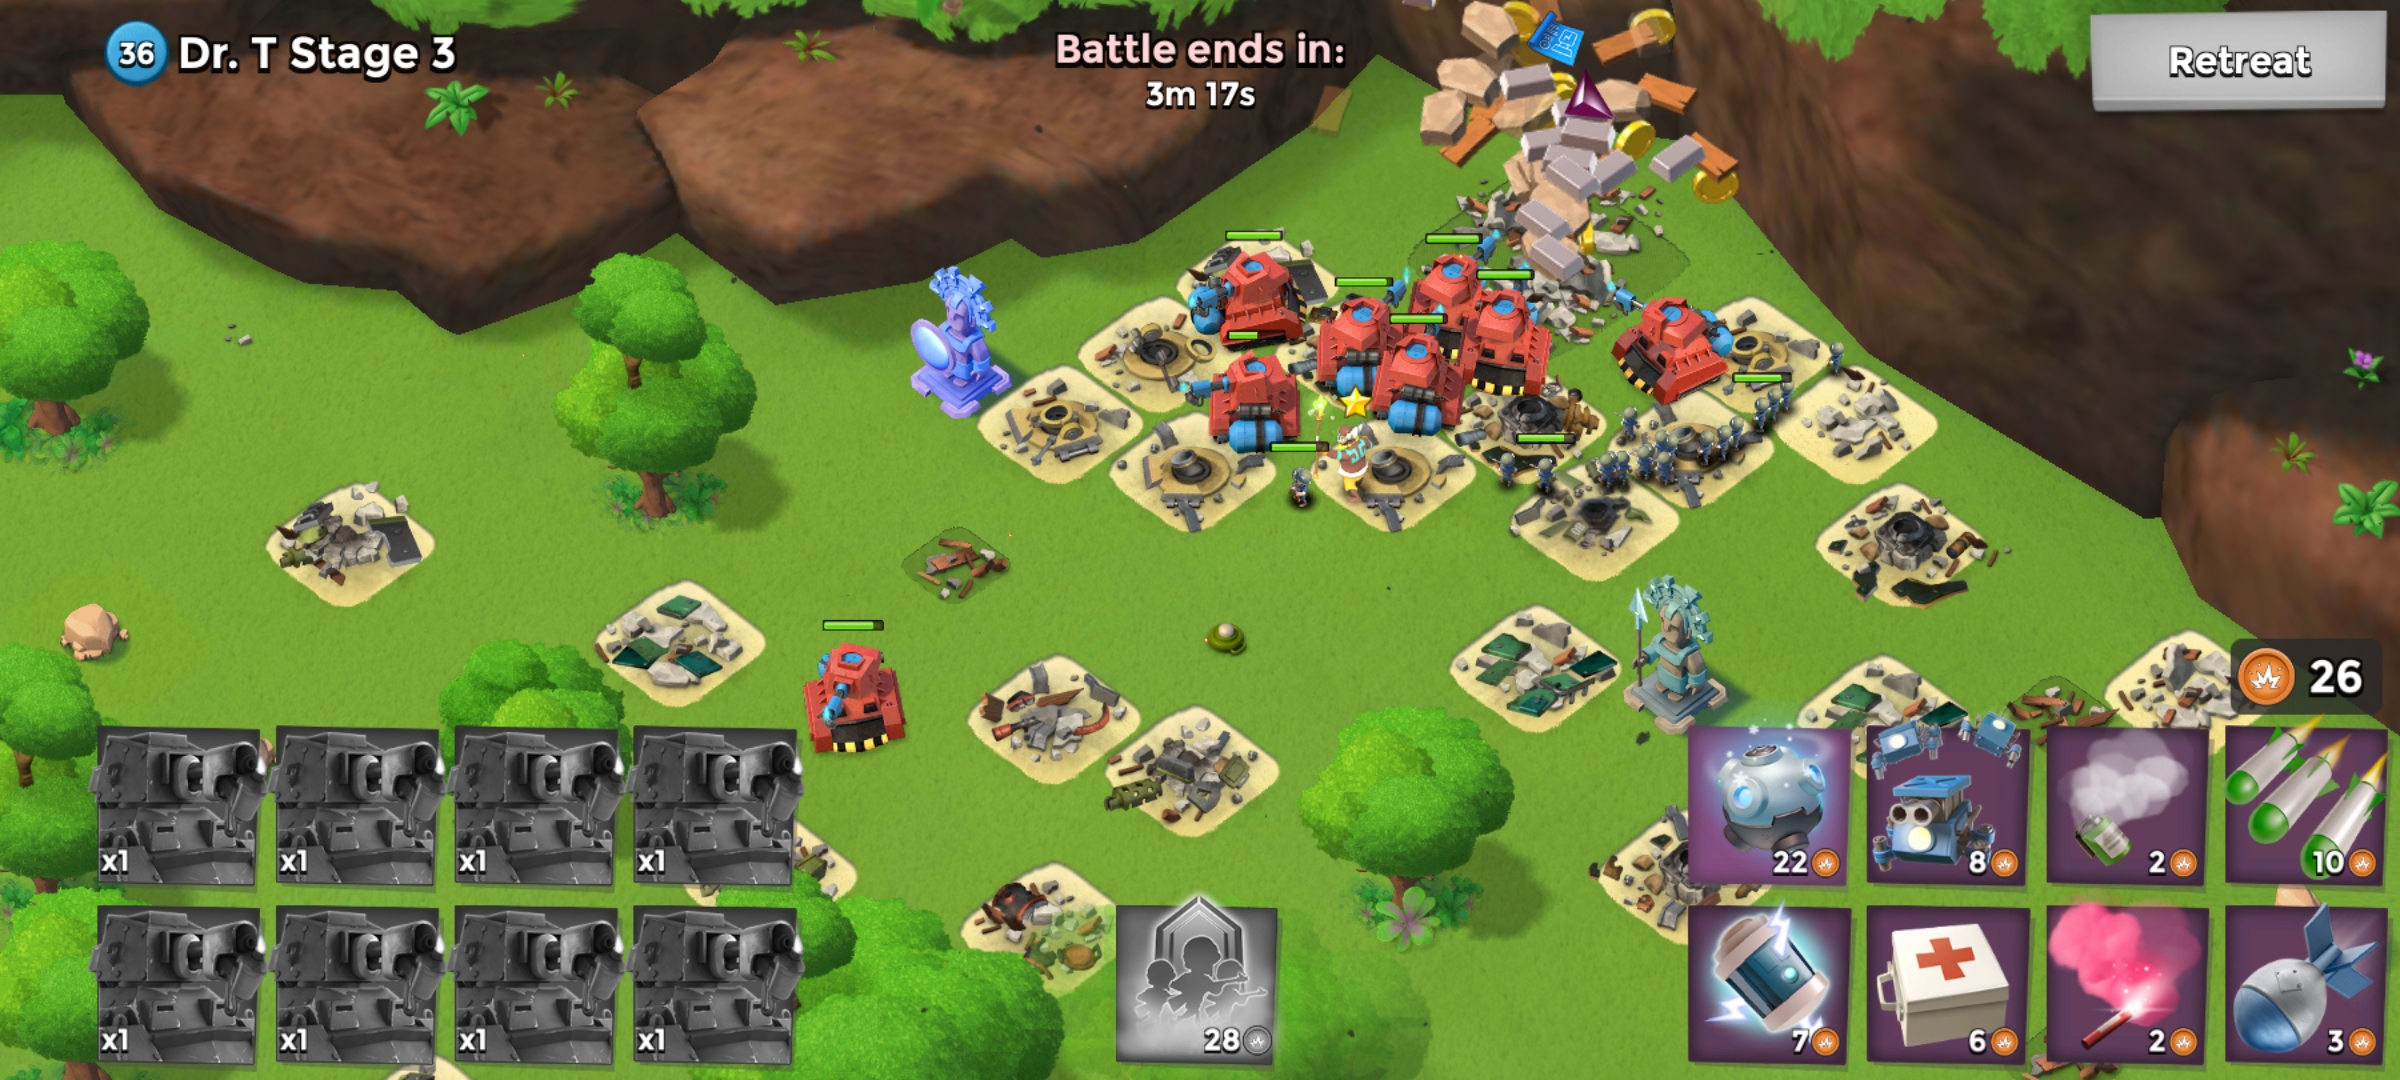 36 Dr. T Stage 3
Battle ends in:
3m 17s
Retreat
26
x1 x1 x1 x1
22 8 2 10
x1 x1 x1 x1
28
7 6 2 3